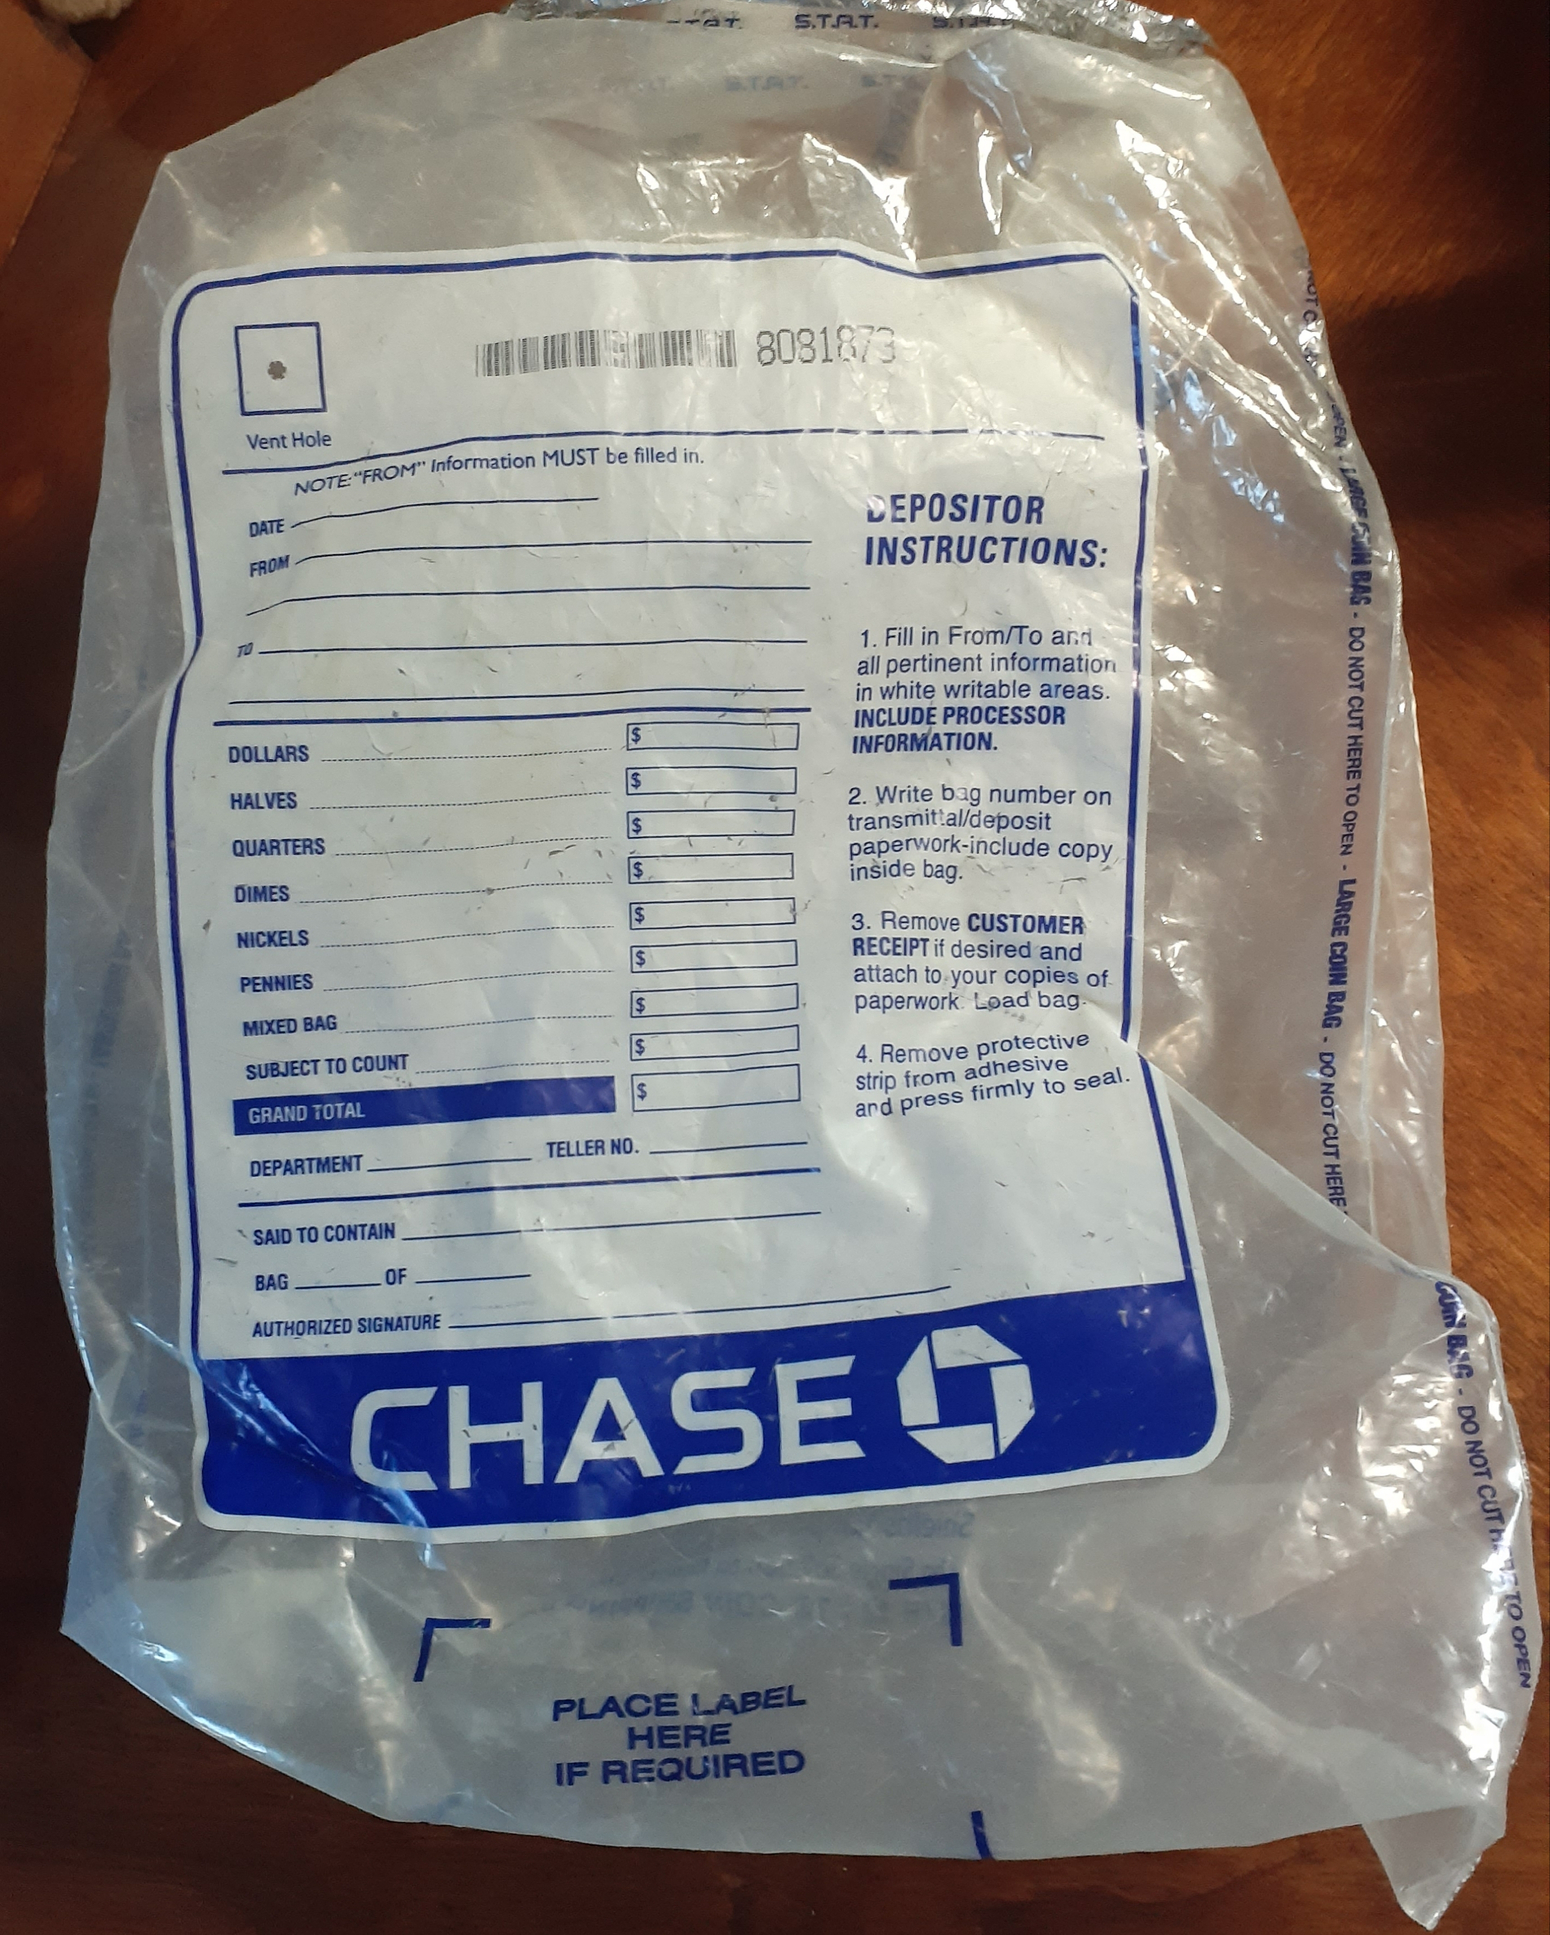 S.T.A.T.
S.T.A.T.
8081873
Vent Hole
NOTE: "FROM" Information MUST be filled in.
DATE
FROM
TO
DOLLARS $
HALVES $
QUARTERS $
DIMES $
NICKELS $
PENNIES $
MIXED BAG $
SUBJECT TO COUNT $
GRAND TOTAL $
DEPARTMENT TELLER NO.
SAID TO CONTAIN
BAG OF
AUTHORIZED SIGNATURE
DEPOSITOR
INSTRUCTIONS:
1. Fill in From/To and
all pertinent information
in white writable areas.
INCLUDE PROCESSOR
INFORMATION.
2. Write bag number on
transmittal/deposit
paperwork-include copy
inside bag.
3. Remove CUSTOMER
RECEIPT if desired and
attach to your copies of
paperwork. Load bag.
4. Remove protective
strip from adhesive
and press firmly to seal.
CHASE
PLACE LABEL
HERE
IF REQUIRED
OPEN - LARGE COIN BAG - DO NOT CUT HERE TO OPEN - LARGE COIN BAG - DO NOT CUT HERE
COIN BAG - DO NOT CUT HERE TO OPEN